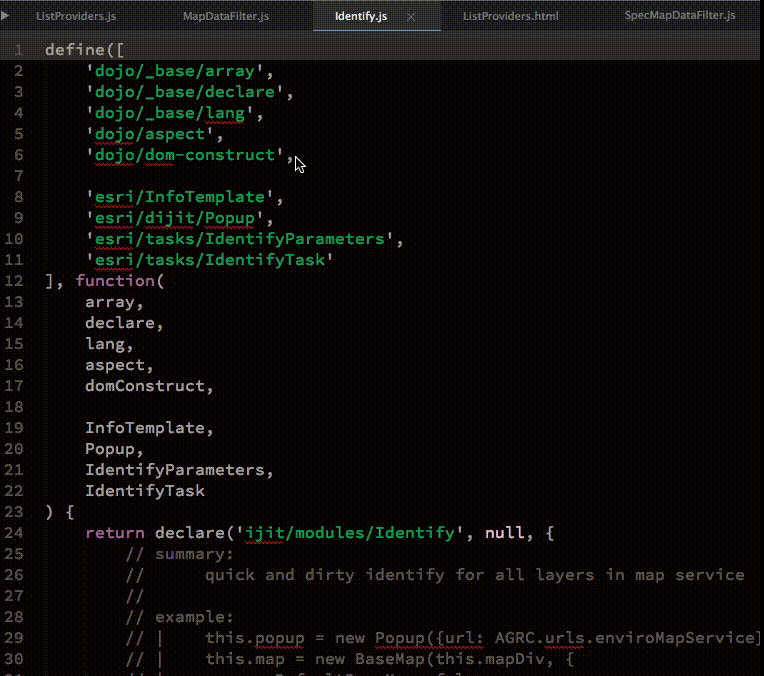 ListProviders.js MapDataFilter.js Identify.js × ListProviders.html SpecMapDataFilter.js
1 define([
2 'dojo/_base/array',
3 'dojo/_base/declare',
4 'dojo/_base/lang',
5 'dojo/aspect',
6 'dojo/dom-construct',
7
8 'esri/InfoTemplate',
9 'esri/dijit/Popup',
10 'esri/tasks/IdentifyParameters',
11 'esri/tasks/IdentifyTask'
12 ], function(
13 array,
14 declare,
15 lang,
16 aspect,
17 domConstruct,
18
19 InfoTemplate,
20 Popup,
21 IdentifyParameters,
22 IdentifyTask
23 ) {
24 return declare('ijit/modules/Identify', null, {
25 // summary:
26 // quick and dirty identify for all layers in map service
27 //
28 // example:
29 // | this.popup = new Popup({url: AGRC.urls.enviroMapService}
30 // | this.map = new BaseMap(this.mapDiv, {